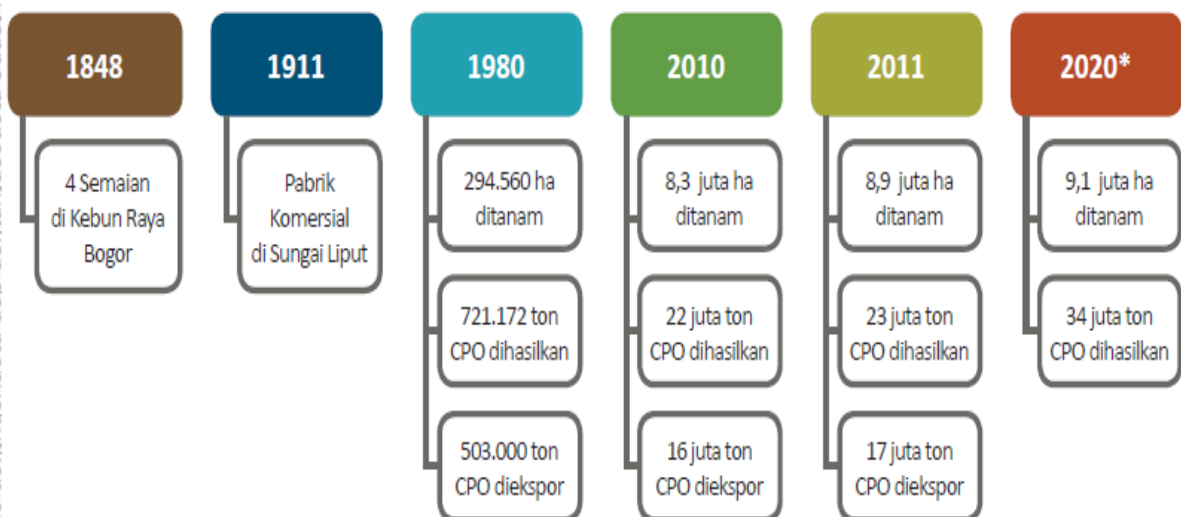 1848
4 Semaian
di Kebun Raya
Bogor
1911
Pabrik
Komersial
di Sungai Liput
1980
294.560 ha
ditanam
721.172 ton
CPO dihasilkan
503.000 ton
CPO diekspor
2010
8,3 juta ha
ditanam
22 juta ton
CPO dihasilkan
16 juta ton
CPO diekspor
2011
8,9 juta ha
ditanam
23 juta ton
CPO dihasilkan
17 juta ton
CPO diekspor
2020*
9,1 juta ha
ditanam
34 juta ton
CPO dihasilkan